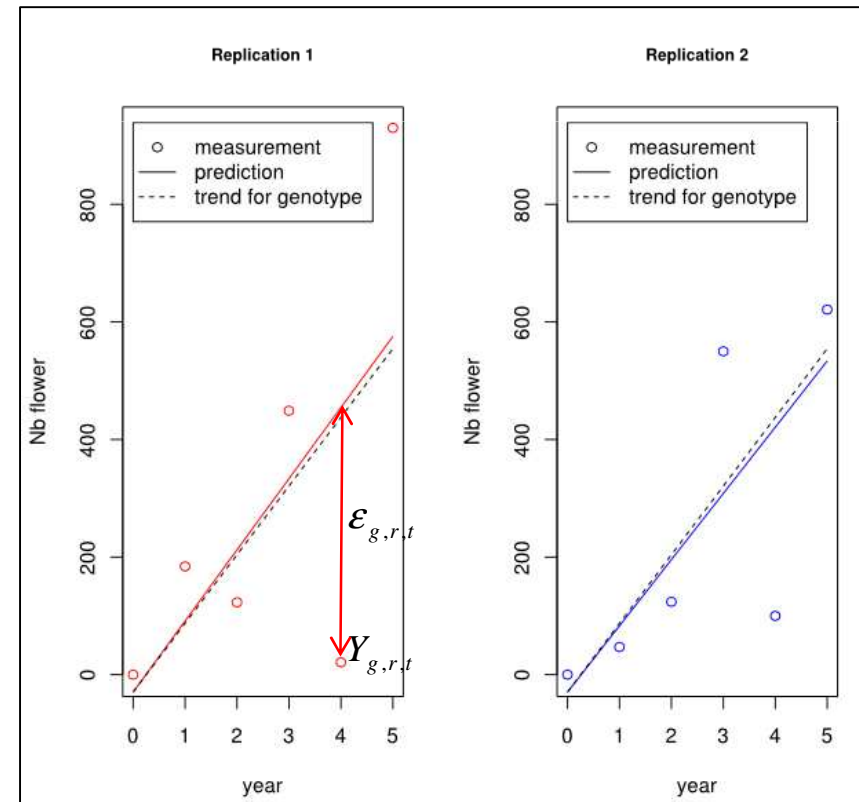 Replication 1
measurement
prediction
trend for genotype
Nb flower
0
200
400
600
800
ε g,r,t
Y g,r,t
0 1 2 3 4 5
year
Replication 2
measurement
prediction
trend for genotype
Nb flower
0
200
400
600
800
0 1 2 3 4 5
year